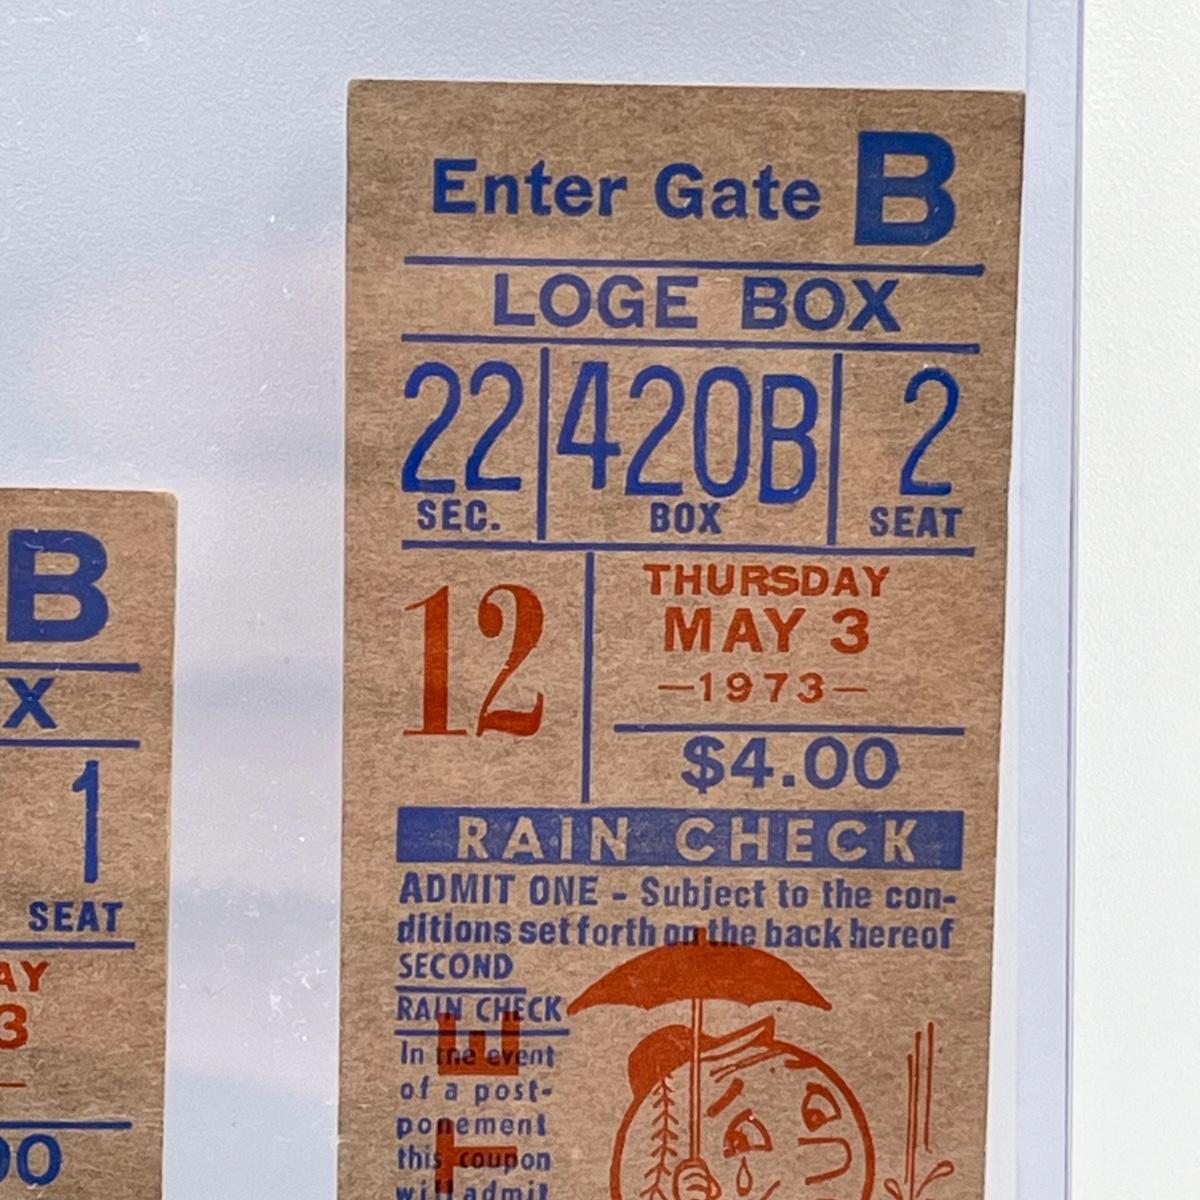 Enter Gate B
LOGE BOX
22 420B 2
SEC. BOX SEAT
12
THURSDAY
MAY 3
—1973—
$4.00
RAIN CHECK
ADMIT ONE - Subject to the con-
ditions set forth on the back hereof
SECOND
RAIN CHECK
In the event
of a post-
ponement
this coupon
will admit
B
X
1
SEAT
AY
3
—
00